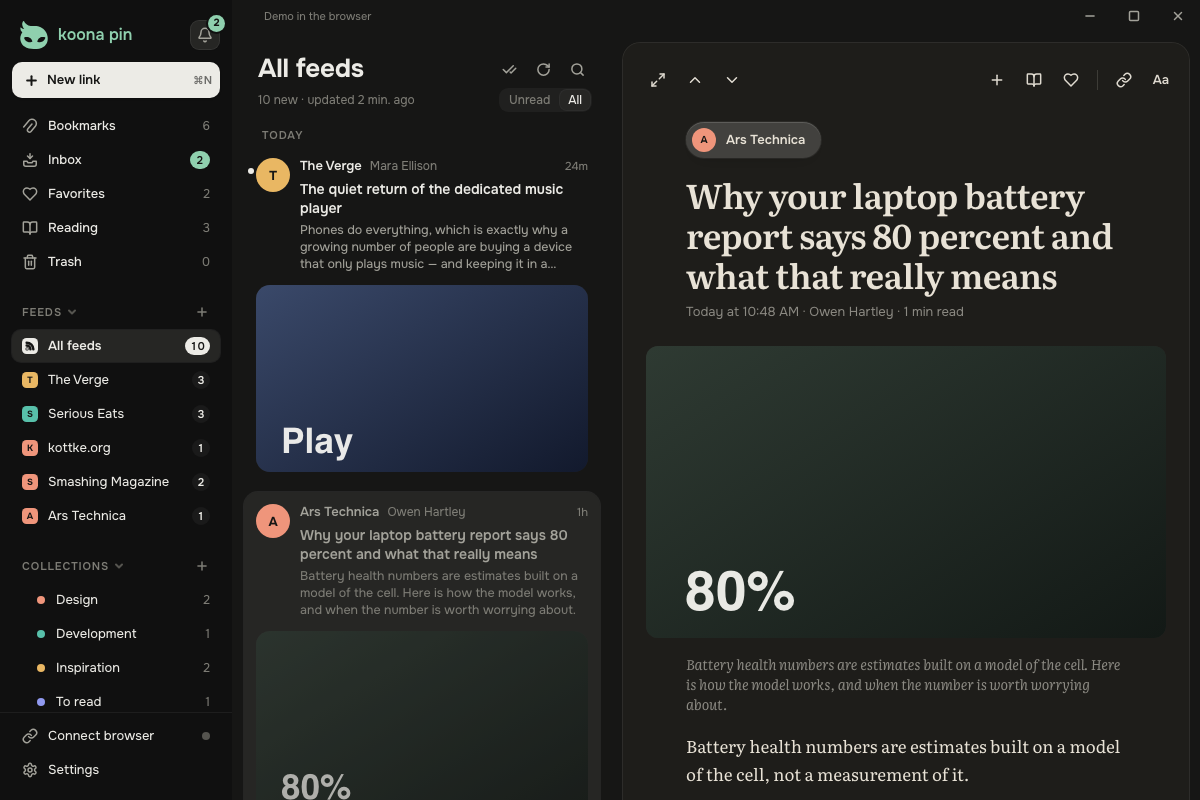 koona pin
2
New link
⌘N
Bookmarks 6
Inbox 2
Favorites 2
Reading 3
Trash 0
FEEDS
All feeds 10
T The Verge 3
S Serious Eats 3
K kottke.org 1
S Smashing Magazine 2
A Ars Technica 1
COLLECTIONS
Design 2
Development 1
Inspiration 2
To read 1
Connect browser
Settings
Demo in the browser
All feeds
10 new · updated 2 min. ago
Unread All
TODAY
T
The Verge Mara Ellison 24m
The quiet return of the dedicated music
player
Phones do everything, which is exactly why a
growing number of people are buying a device
that only plays music — and keeping it in a…
Play
A
Ars Technica Owen Hartley 1h
Why your laptop battery report says 80
percent and what that really means
Battery health numbers are estimates built on a
model of the cell. Here is how the model works,
and when the number is worth worrying about.
80%
Aa
A Ars Technica
Why your laptop battery
report says 80 percent and
what that really means
Today at 10:48 AM · Owen Hartley · 1 min read
80%
Battery health numbers are estimates built on a model of the cell. Here
is how the model works, and when the number is worth worrying
about.
Battery health numbers are estimates built on a model
of the cell, not a measurement of it.